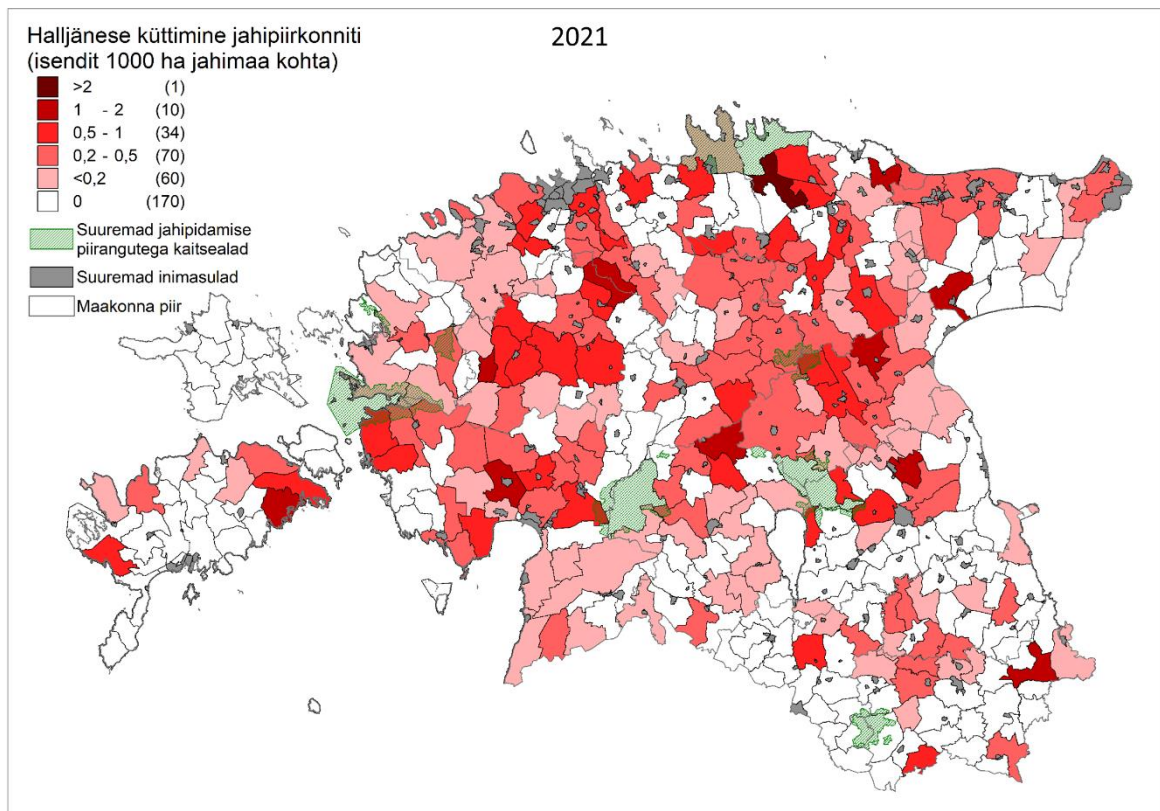 Halljänese küttimine jahipiirkonniti
(isendit 1000 ha jahimaa kohta)
2021
>2 (1)
1 - 2 (10)
0,5 - 1 (34)
0,2 - 0,5 (70)
<0,2 (60)
0 (170)
Suuremad jahipidamise
piirangutega kaitsealad
Suuremad inimasulad
Maakonna piir